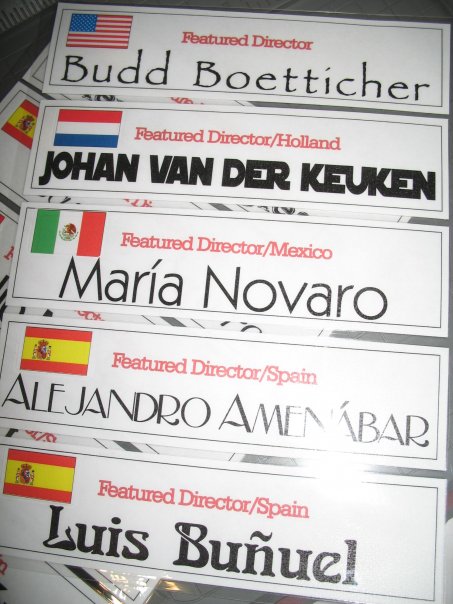 Featured Director
Budd Boetticher
Featured Director/Holland
JOHAN VAN DER KEUKEN
Featured Director/Mexico
María Novaro
Featured Director/Spain
ALEJANDRO AMENÁBAR
Featured Director/Spain
Luis Buñuel